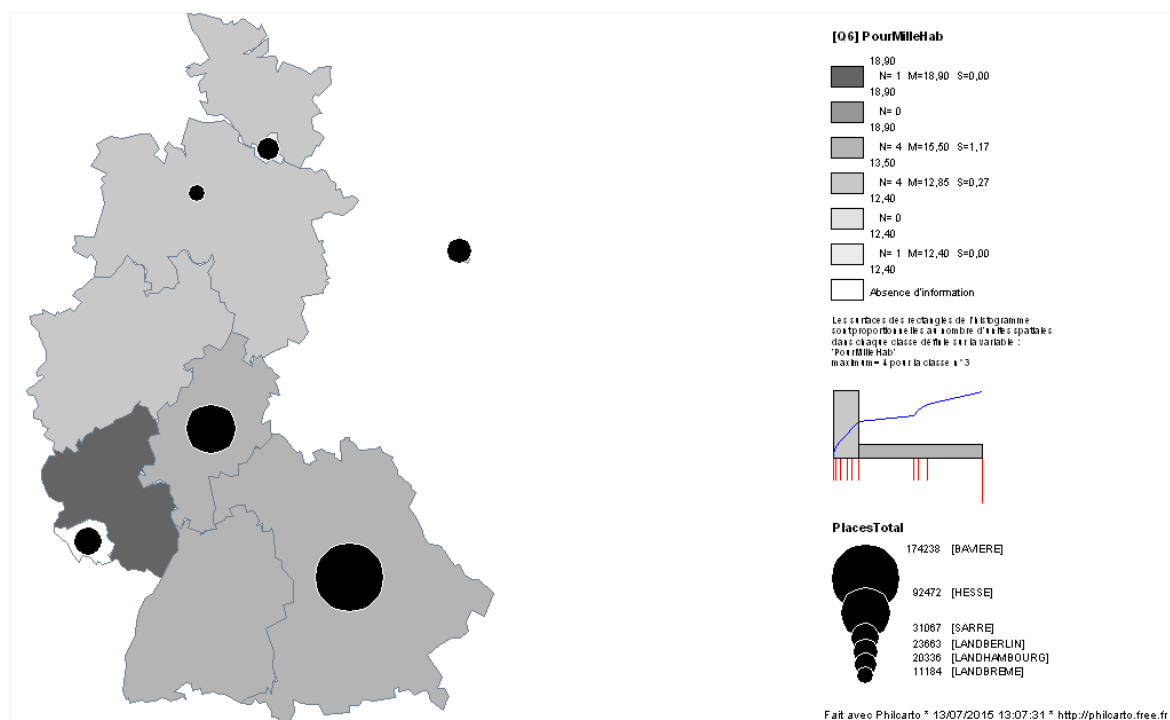 [Q6] PourMilleHab
18,90
N= 1 M=18,90 S=0,00
18,90
N= 0
18,90
N= 4 M=15,50 S=1,17
13,50
N= 4 M=12,85 S=0,27
12,40
N= 0
12,40
N= 1 M=12,40 S=0,00
12,40
Absence d'information
Les surfaces des rectangles de l'histogramme
sont proportionnelles au nombre d'unités spatiales
dans chaque classe définie sur la variable :
'PourMilleHab'
maximum= 4 pour la classe n°3
PlacesTotal
174238 [BAVIERE]
92472 [HESSE]
31067 [SARRE]
23663 [LANDBERLIN]
20336 [LANDHAMBOURG]
11184 [LANDBREME]
Fait avec Philcarto * 13/07/2015 13:07:31 * http://philcarto.free.fr